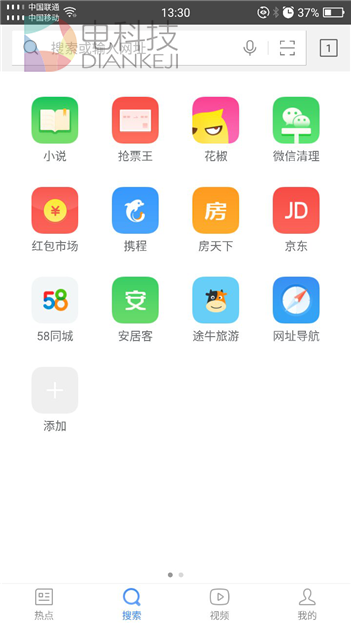 中国联通
中国移动
13:30
37%
电科技
DIANKEJI
搜索或输入网址
1
小说
抢票王
花椒
微信清理
¥
房
JD
红包市场
携程
房天下
京东
58
安
58同城
安居客
途牛旅游
网址导航
添加
热点
搜索
视频
我的